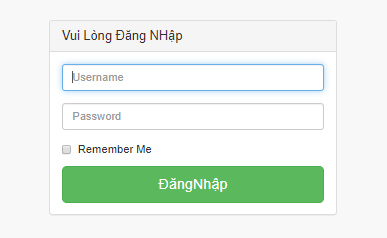 Vui Lòng Đăng NHập
Username
Password
Remember Me
ĐăngNhập